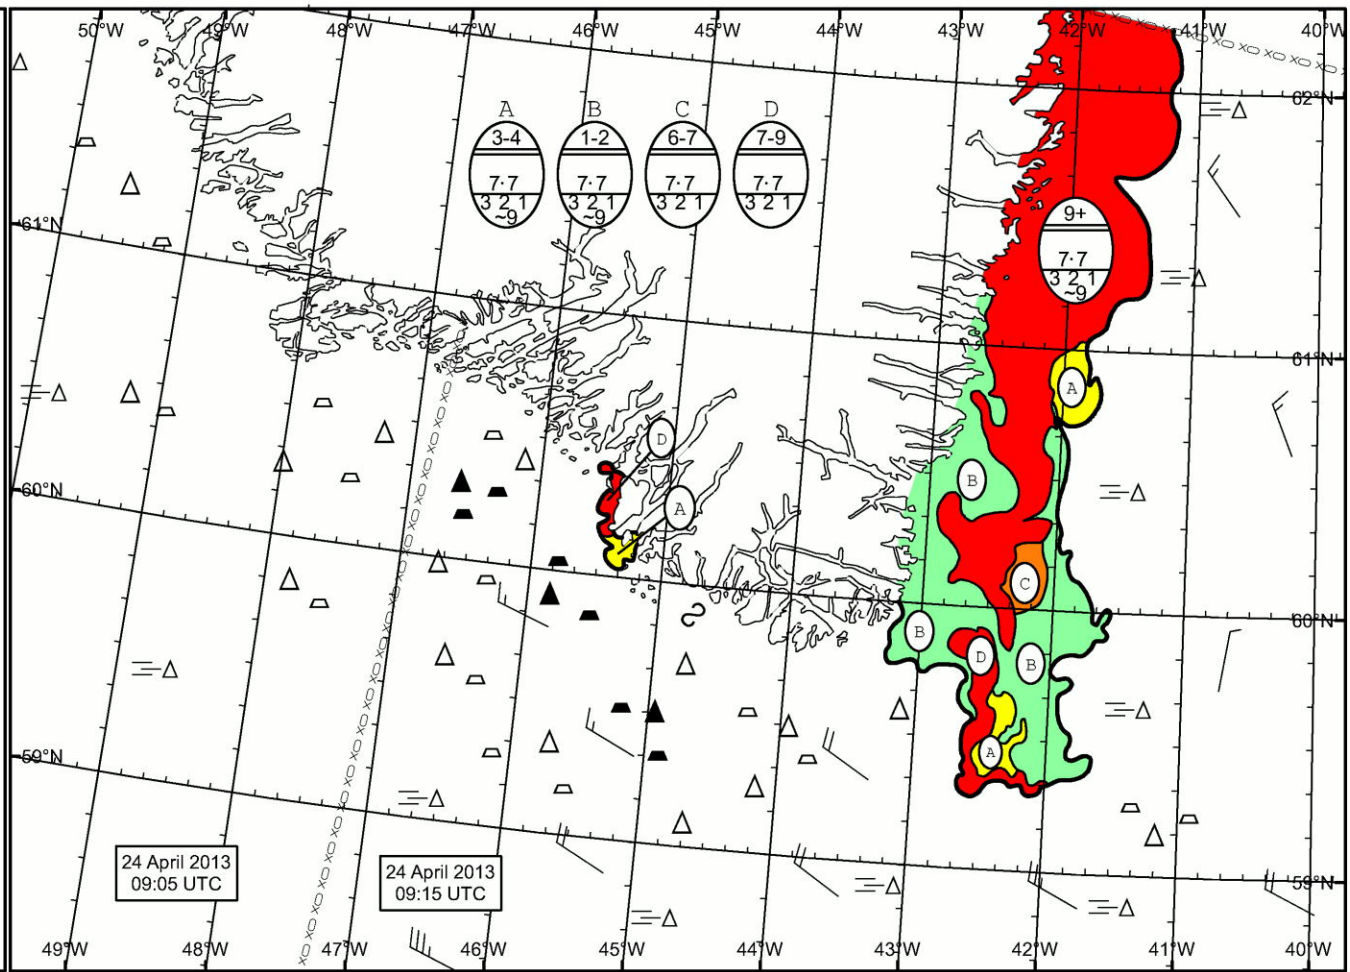 50°W 49°W 48°W 47°W 46°W 45°W 44°W 43°W 42°W 41°W 40°W
62°N
A B C D
3-4 1-2 6-7 7-9
7·7 7·7 7·7 7·7
3 2 1 3 2 1 3 2 1 3 2 1
~9 ~9
9+
7·7
3 2 1
~9
61°N
61°N
A
D
B
60°N
A
C
60°N
B
D
B
A
59°N
24 April 2013
09:05 UTC
24 April 2013
09:15 UTC
59°N
49°W 48°W 47°W 46°W 45°W 44°W 43°W 42°W 41°W 40°W